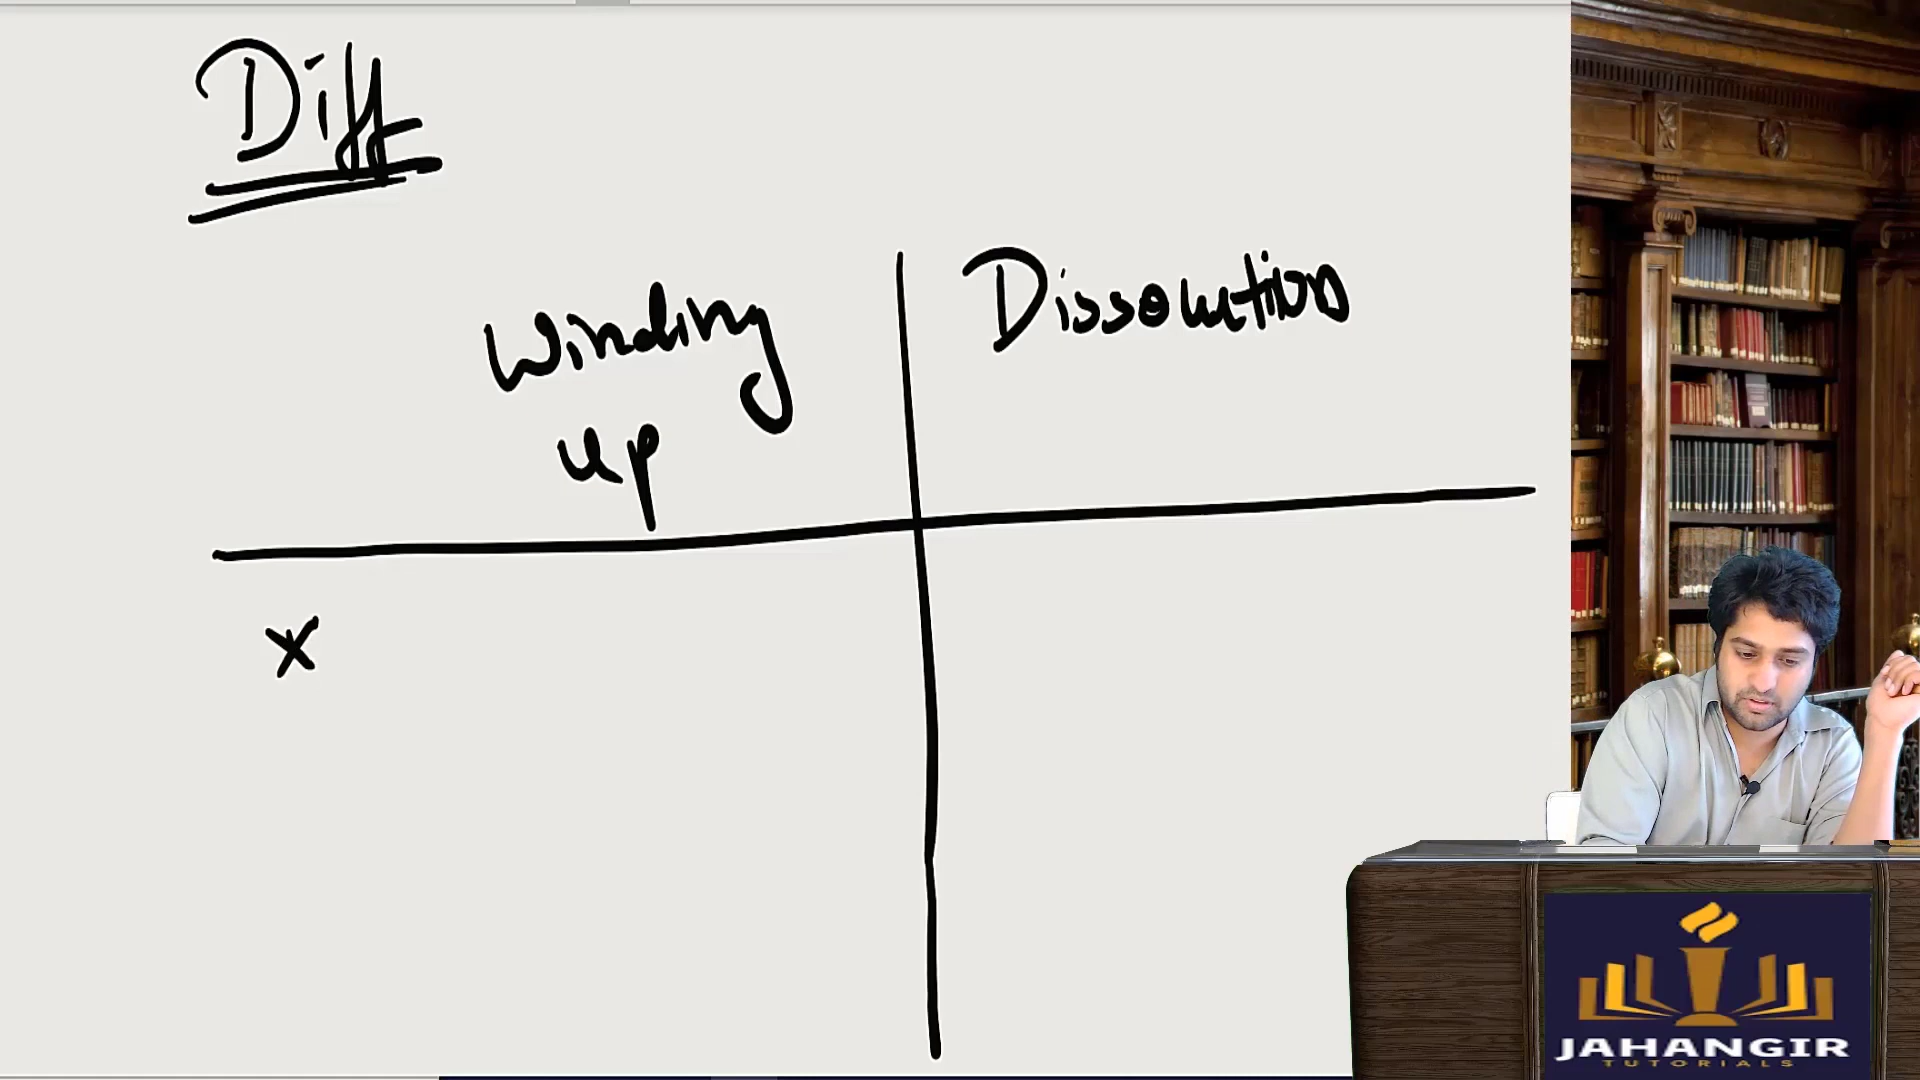 Diff
Winding
up
Dissolution
x
JAHANGIR
TUTORIALS